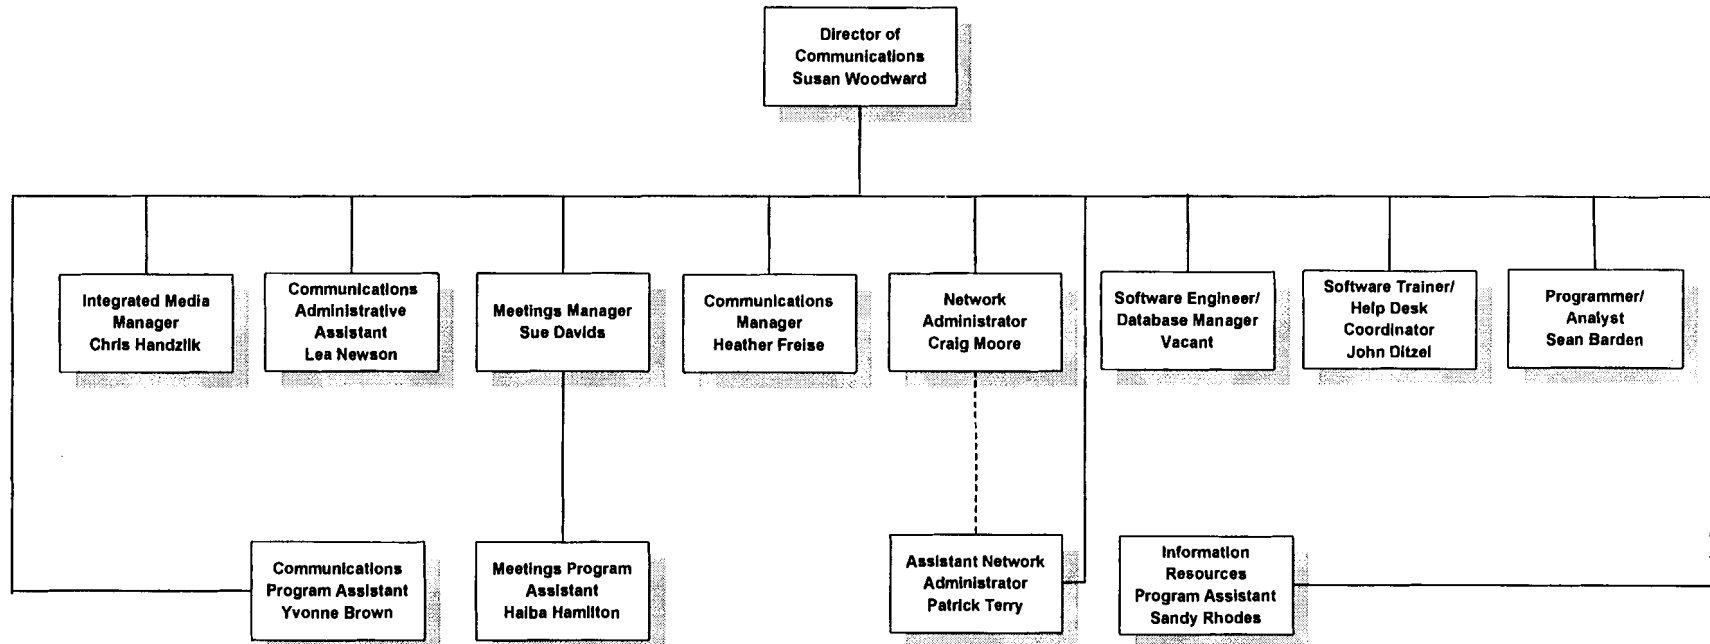 Director of
Communications
Susan Woodward
Integrated Media
Manager
Chris Handzlik
Communications
Administrative
Assistant
Lea Newson
Meetings Manager
Sue Davids
Communications
Manager
Heather Freise
Network
Administrator
Craig Moore
Software Engineer/
Database Manager
Vacant
Software Trainer/
Help Desk
Coordinator
John Ditzel
Programmer/
Analyst
Sean Barden
Communications
Program Assistant
Yvonne Brown
Meetings Program
Assistant
Haiba Hamilton
Assistant Network
Administrator
Patrick Terry
Information
Resources
Program Assistant
Sandy Rhodes